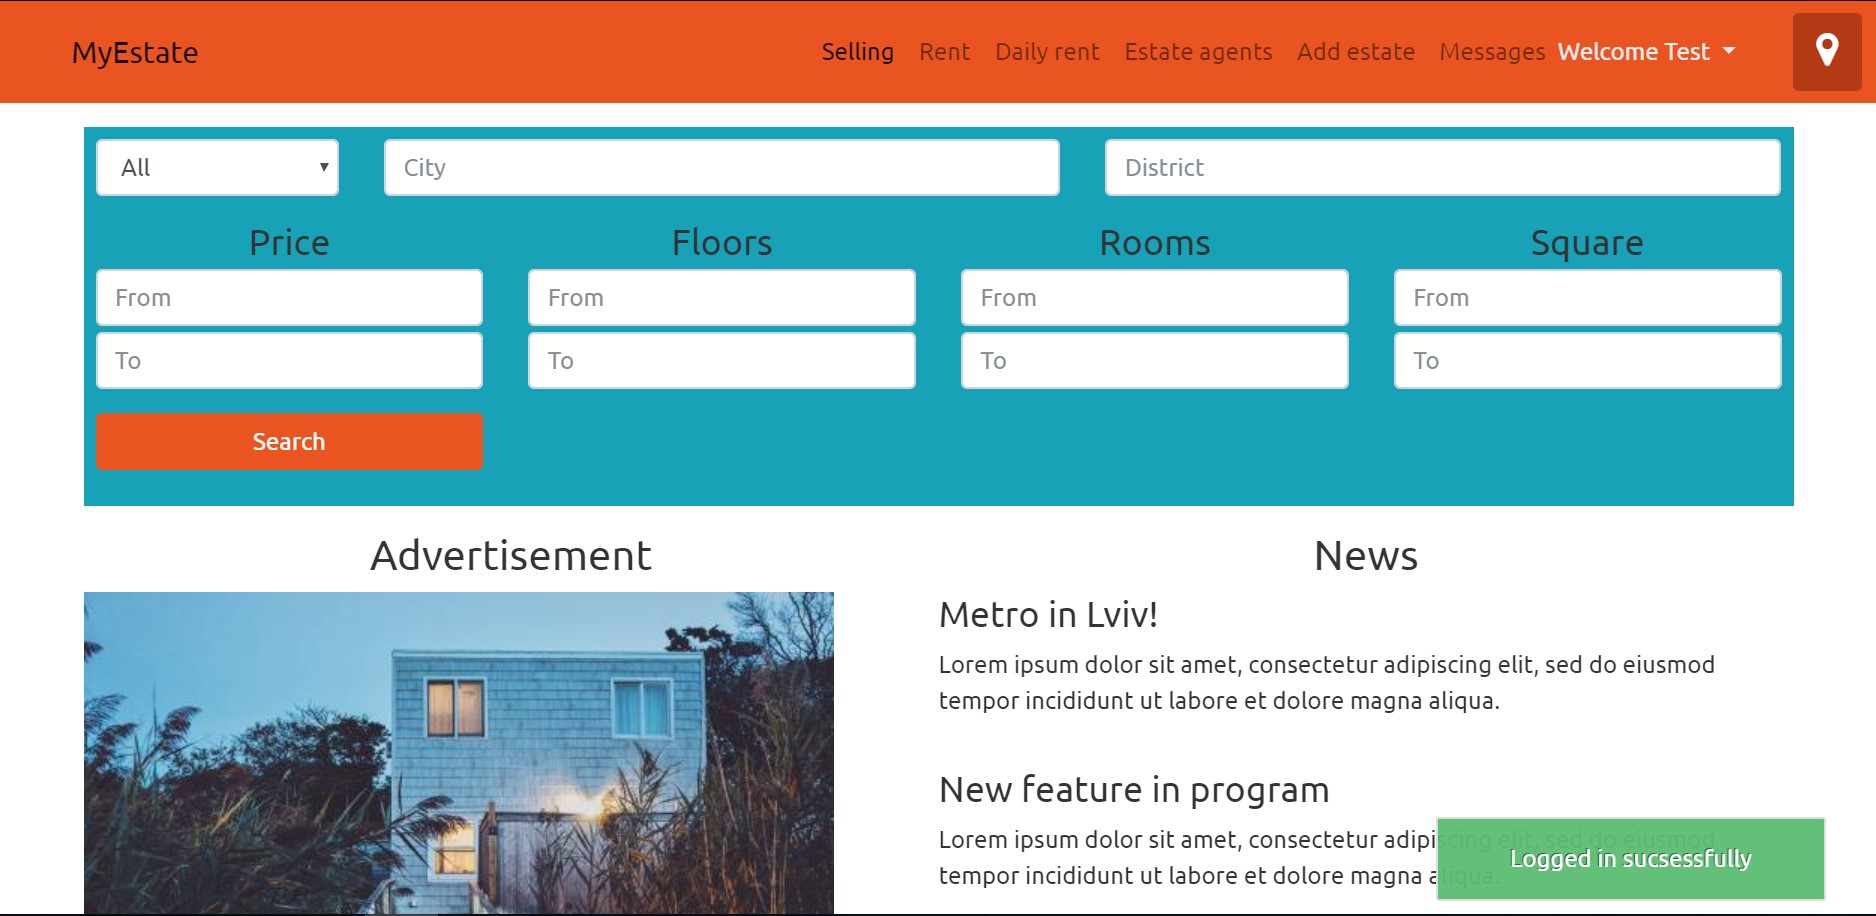 MyEstate
Selling Rent Daily rent Estate agents Add estate Messages Welcome Test
All City District
Price Floors Rooms Square
From From From From
To To To To
Search
Advertisement News
Metro in Lviv!
Lorem ipsum dolor sit amet, consectetur adipiscing elit, sed do eiusmod
tempor incididunt ut labore et dolore magna aliqua.
New feature in program
Lorem ipsum dolor sit amet, consectetur adipiscing elit, sed do eiusmod
tempor incididunt ut labore et dolore magna aliqua.
Logged in sucsessfully